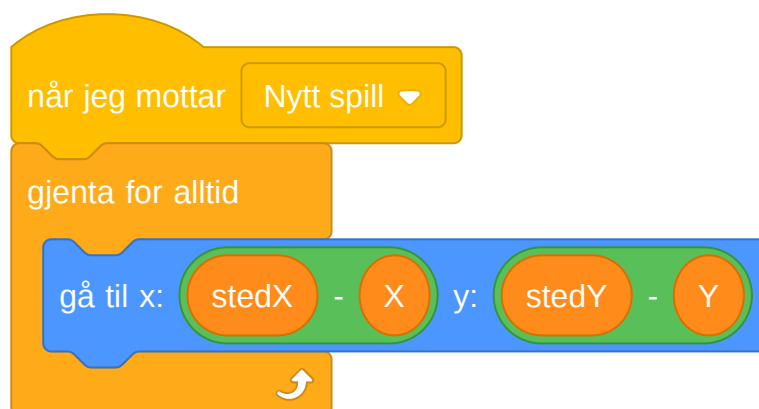 når jeg mottar Nytt spill
gjenta for alltid
gå til x: stedX - X y: stedY - Y